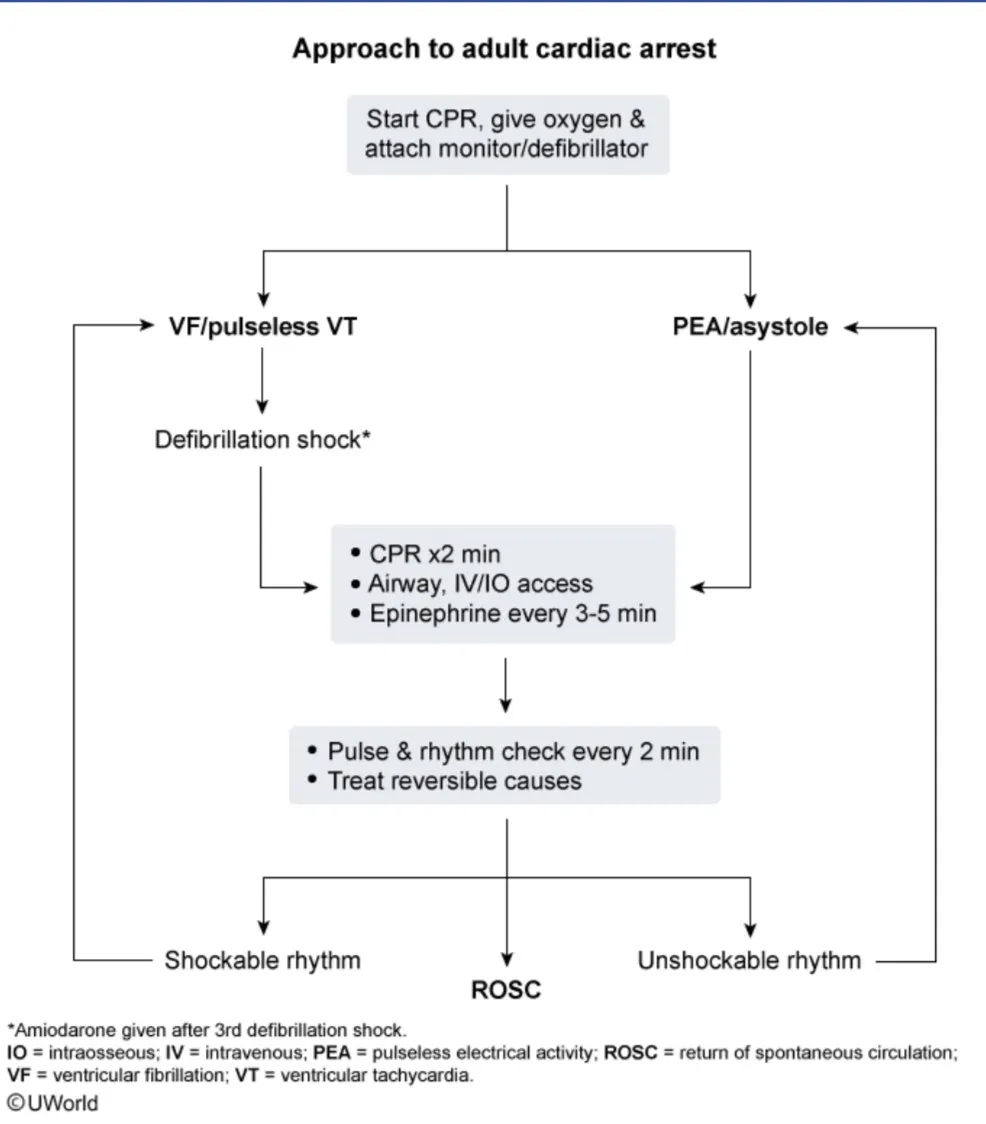 Approach to adult cardiac arrest
Start CPR, give oxygen &
attach monitor/defibrillator
VF/pulseless VT
PEA/asystole
Defibrillation shock*
• CPR x2 min
• Airway, IV/IO access
• Epinephrine every 3-5 min
• Pulse & rhythm check every 2 min
• Treat reversible causes
Shockable rhythm
Unshockable rhythm
ROSC
*Amiodarone given after 3rd defibrillation shock.
IO = intraosseous; IV = intravenous; PEA = pulseless electrical activity; ROSC = return of spontaneous circulation;
VF = ventricular fibrillation; VT = ventricular tachycardia.
©UWorld